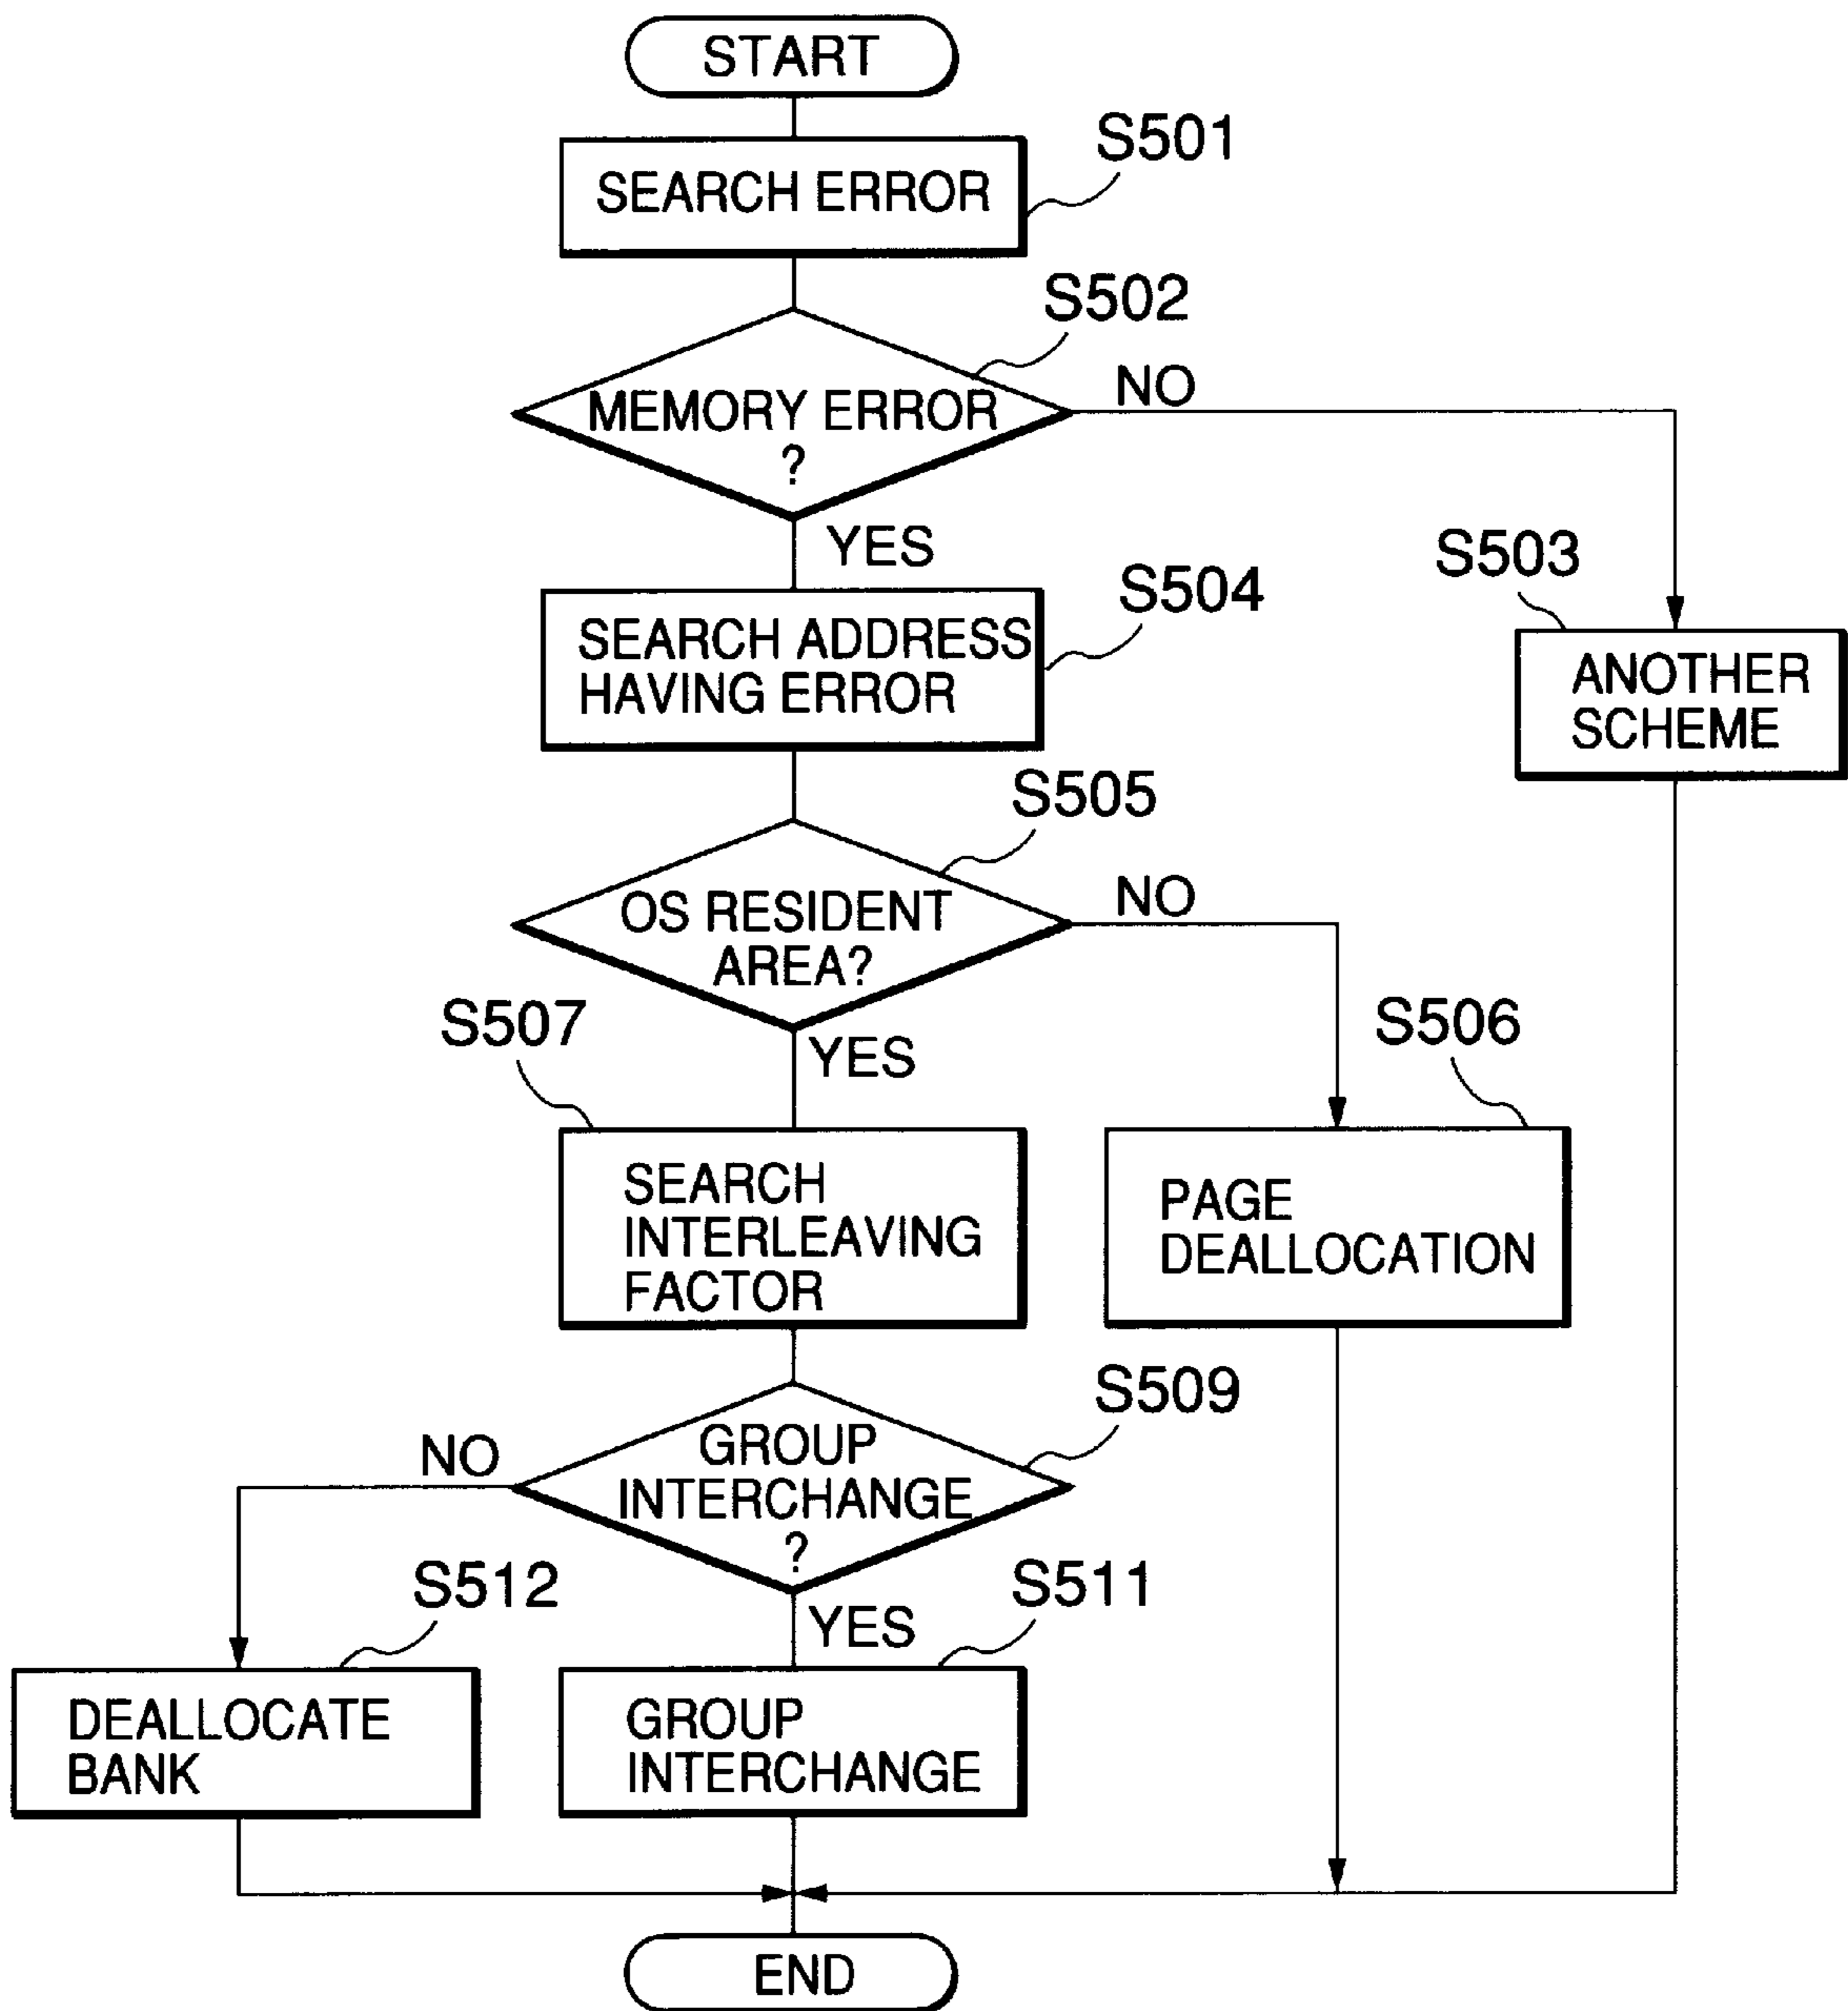 START
S501
SEARCH ERROR
S502
MEMORY ERROR
?
NO
YES
S503
S504
SEARCH ADDRESS
HAVING ERROR
ANOTHER
SCHEME
S505
OS RESIDENT
AREA?
NO
YES
S507
S506
SEARCH
INTERLEAVING
FACTOR
PAGE
DEALLOCATION
S509
GROUP
INTERCHANGE
?
NO
YES
S512
S511
DEALLOCATE
BANK
GROUP
INTERCHANGE
END